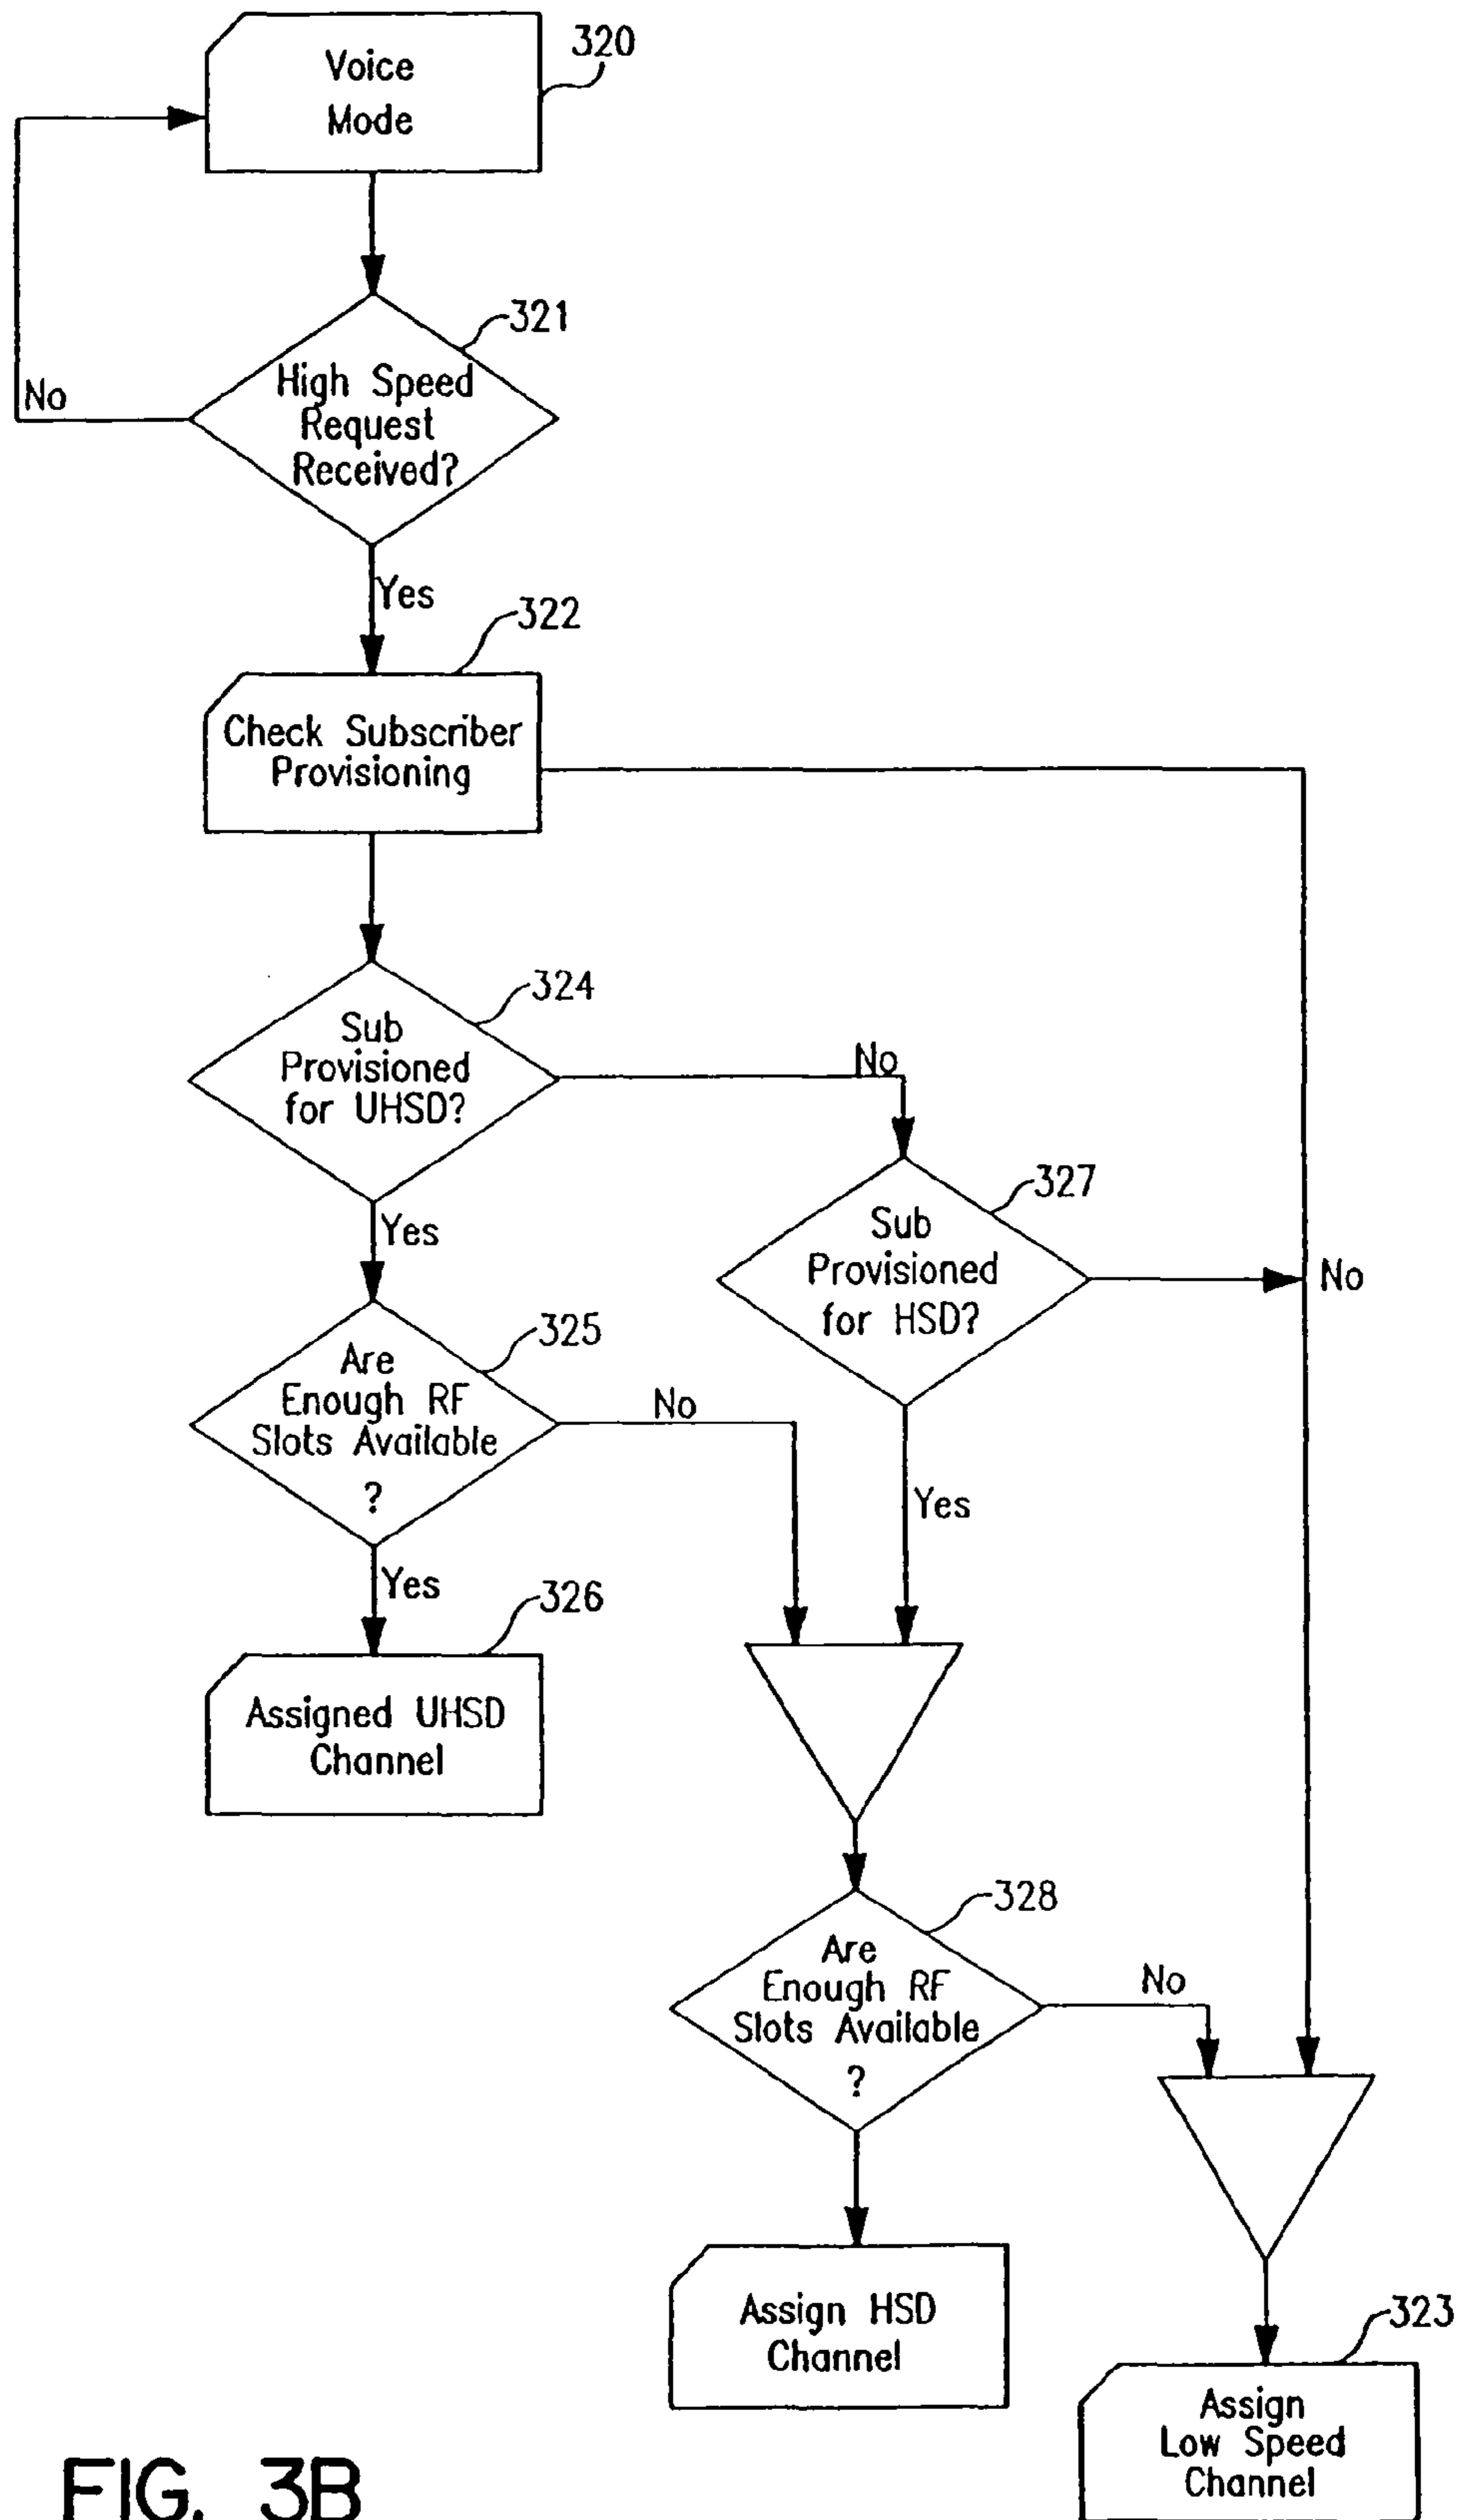 Voice
Mode
320
321
High Speed
Request
Received?
No
Yes
322
Check Subscriber
Provisioning
324
Sub
Provisioned
for UHSD?
No
327
Sub
Provisioned
for HSD?
No
Yes
325
Are
Enough RF
Slots Available
?
No
Yes
Yes
326
Assigned UHSD
Channel
328
Are
Enough RF
Slots Available
?
No
Assign HSD
Channel
323
Assign
Low Speed
Channel
FIG. 3B